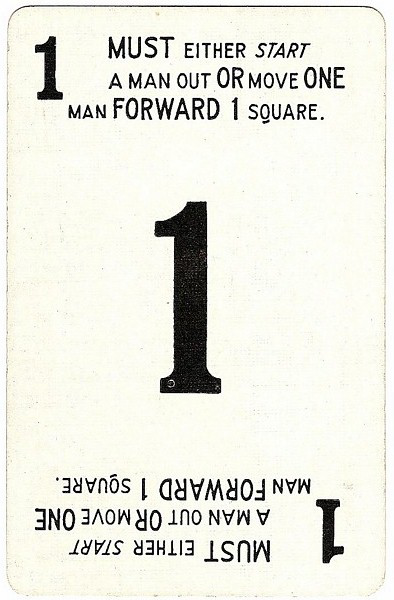 1
MUST EITHER START
A MAN OUT OR MOVE ONE
MAN FORWARD 1 SQUARE.
1
1
MUST EITHER START
A MAN OUT OR MOVE ONE
MAN FORWARD 1 SQUARE.